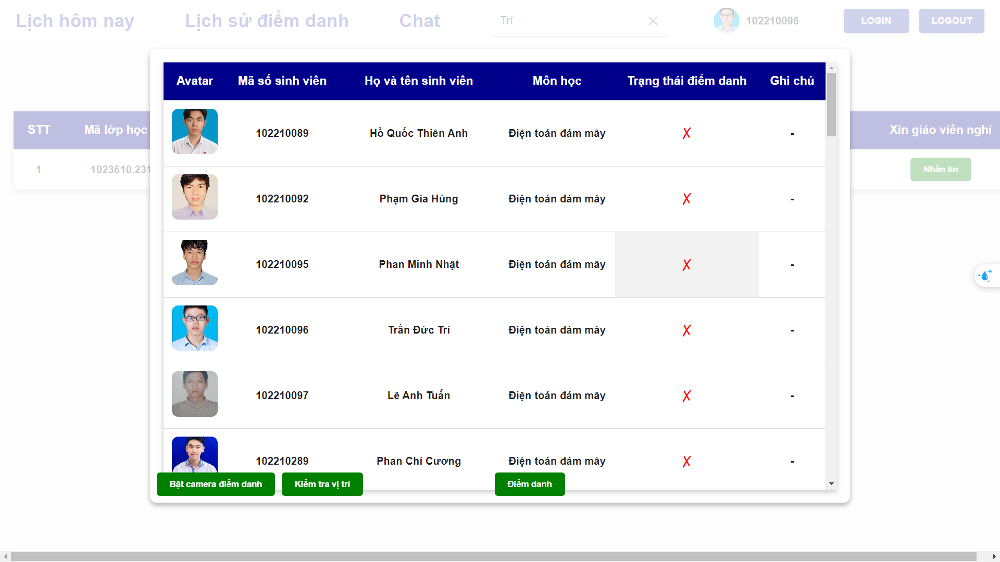 Lịch hôm nay Lịch sử điểm danh Chat Trí 102210096 LOGIN LOGOUT
Avatar Mã số sinh viên Họ và tên sinh viên Môn học Trạng thái điểm danh Ghi chú
STT Mã lớp học Xin giáo viên nghỉ
102210089 Hồ Quốc Thiên Anh Điện toán đám mây ✗ -
1 1023610.231 Nhắn tin
102210092 Phạm Gia Hùng Điện toán đám mây ✗ -
102210095 Phan Minh Nhật Điện toán đám mây ✗ -
102210096 Trần Đức Trí Điện toán đám mây ✗ -
102210097 Lê Anh Tuấn Điện toán đám mây ✗ -
102210289 Phan Chí Cương Điện toán đám mây ✗ -
Bật camera điểm danh Kiểm tra vị trí Điểm danh